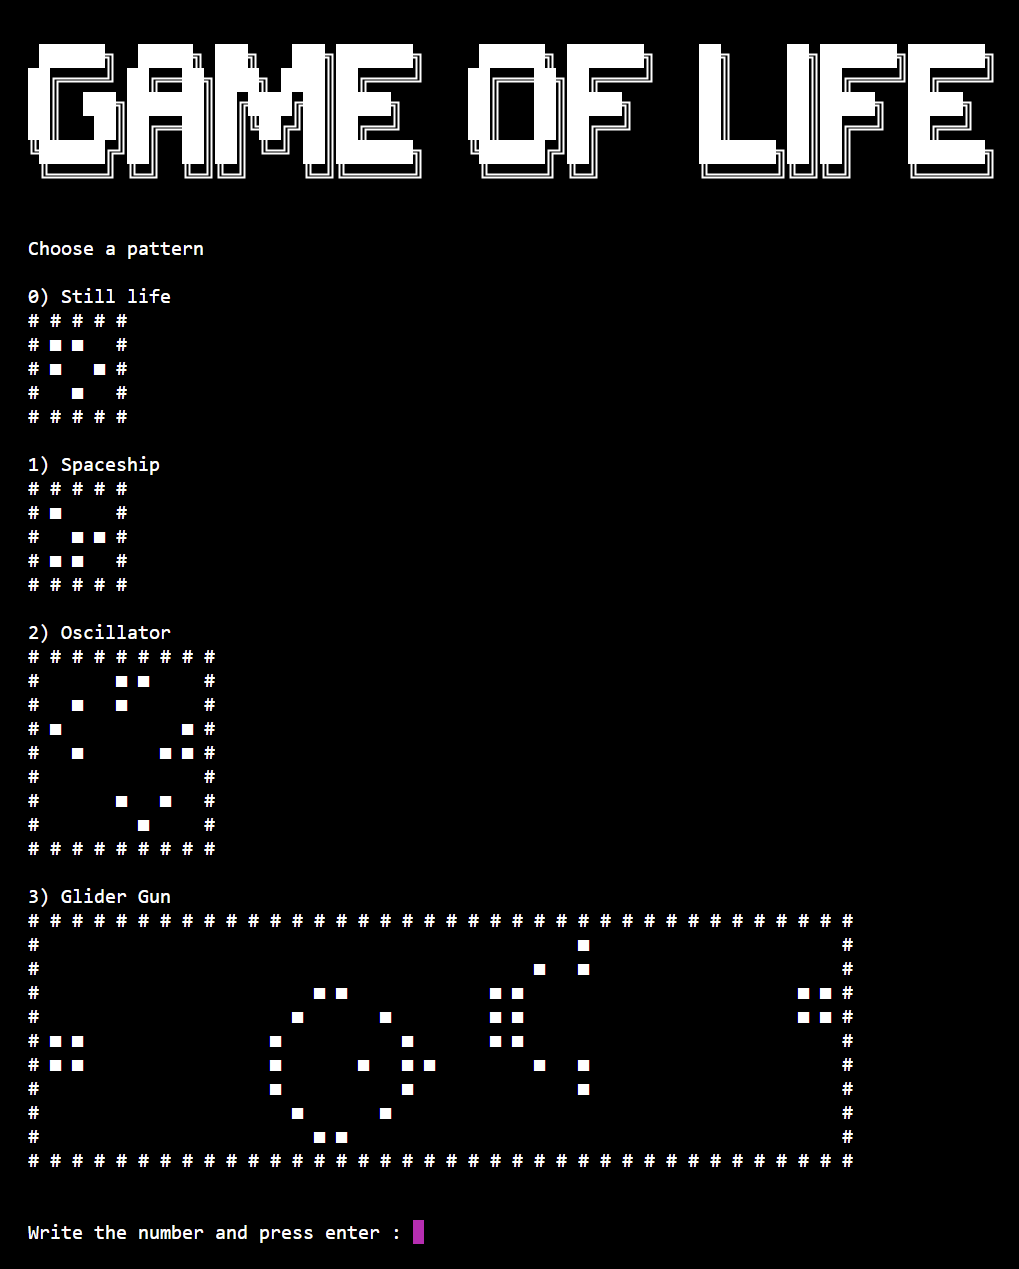 GAME OF LIFE
Choose a pattern
0) Still life
# # # # #
# ■ ■   #
# ■   ■ #
#   ■   #
# # # # #
1) Spaceship
# # # # #
# ■     #
#   ■ ■ #
# ■ ■   #
# # # # #
2) Oscillator
# # # # # # # # #
#       ■ ■     #
#   ■   ■       #
# ■           ■ #
#   ■       ■ ■ #
#               #
#       ■   ■   #
#         ■     #
# # # # # # # # #
3) Glider Gun
# # # # # # # # # # # # # # # # # # # # # # # # # # # # # # # # # # # # # #
#                                                 ■                       #
#                                             ■   ■                       #
#                         ■ ■             ■ ■                         ■ ■ #
#                       ■       ■         ■ ■                         ■ ■ #
# ■ ■                 ■           ■       ■ ■                             #
# ■ ■                 ■       ■   ■ ■         ■   ■                       #
#                     ■           ■               ■                       #
#                       ■       ■                                         #
#                         ■ ■                                             #
# # # # # # # # # # # # # # # # # # # # # # # # # # # # # # # # # # # # # #
Write the number and press enter :